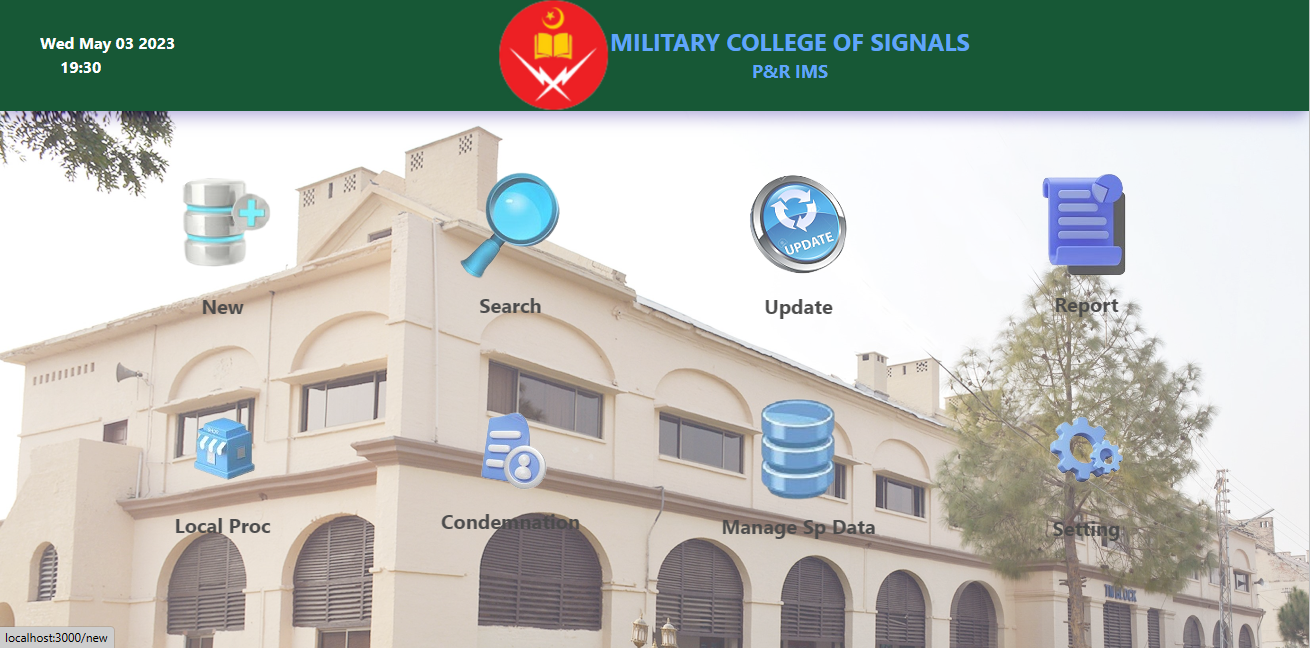 Wed May 03 2023
19:30
MILITARY COLLEGE OF SIGNALS
P&R IMS
UPDATE
New
Search
Update
Report
Local Proc
Condemnation
Manage Sp Data
Setting
localhost:3000/new